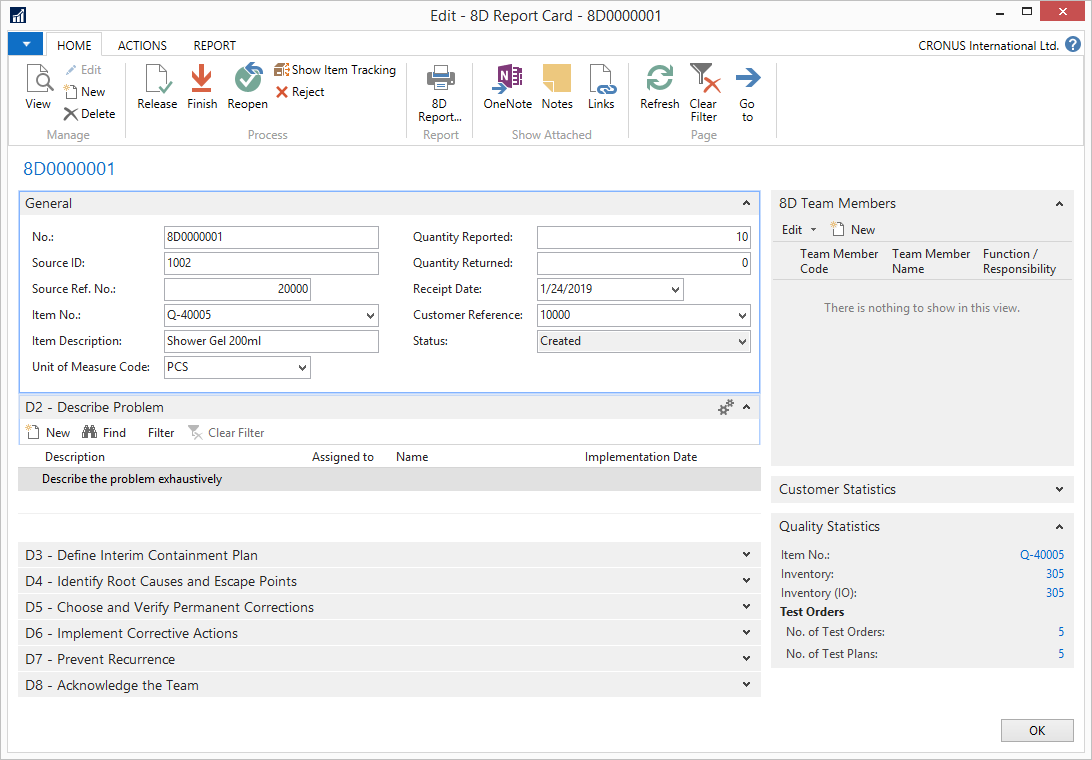 Edit - 8D Report Card - 8D0000001
HOME ACTIONS REPORT
CRONUS International Ltd. ?
View
Edit
New
Delete
Manage
Release
Finish
Reopen
Show Item Tracking
Reject
Process
8D
Report...
Report
OneNote
Notes
Links
Show Attached
Refresh
Clear
Filter
Go
to
Page
8D0000001
General
No.: 8D0000001
Source ID: 1002
Source Ref. No.: 20000
Item No.: Q-40005
Item Description: Shower Gel 200ml
Unit of Measure Code: PCS
Quantity Reported: 10
Quantity Returned: 0
Receipt Date: 1/24/2019
Customer Reference: 10000
Status: Created
D2 - Describe Problem
New Find Filter Clear Filter
Description Assigned to Name Implementation Date
Describe the problem exhaustively
D3 - Define Interim Containment Plan
D4 - Identify Root Causes and Escape Points
D5 - Choose and Verify Permanent Corrections
D6 - Implement Corrective Actions
D7 - Prevent Recurrence
D8 - Acknowledge the Team
8D Team Members
Edit New
Team Member Team Member Function /
Code Name Responsibility
There is nothing to show in this view.
Customer Statistics
Quality Statistics
Item No.: Q-40005
Inventory: 305
Inventory (IO): 305
Test Orders
No. of Test Orders: 5
No. of Test Plans: 5
OK